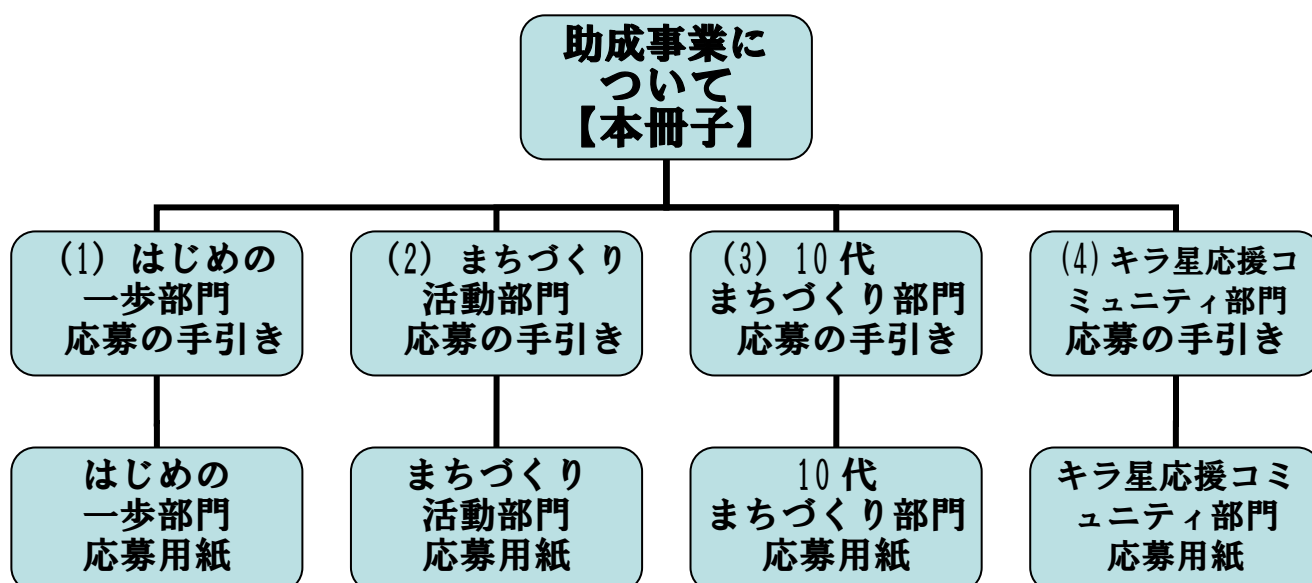 助成事業に
ついて
【本冊子】
(1) はじめの
一歩部門
応募の手引き
(2) まちづくり
活動部門
応募の手引き
(3) 10代
まちづくり部門
応募の手引き
(4)キラ星応援コ
ミュニティ部門
応募の手引き
はじめの
一歩部門
応募用紙
まちづくり
活動部門
応募用紙
10代
まちづくり部門
応募用紙
キラ星応援コミ
ュニティ部門
応募用紙